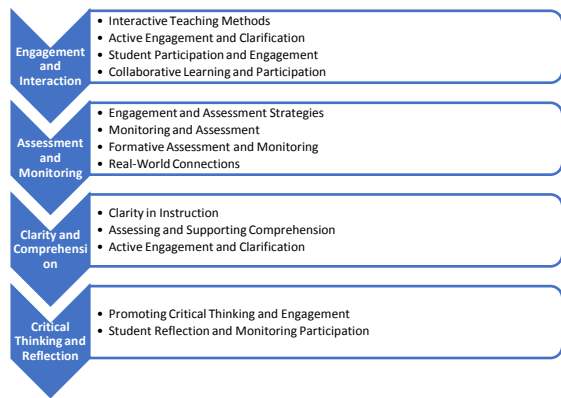 Engagement
and
Interaction
• Interactive Teaching Methods
• Active Engagement and Clarification
• Student Participation and Engagement
• Collaborative Learning and Participation
Assessment
and
Monitoring
• Engagement and Assessment Strategies
• Monitoring and Assessment
• Formative Assessment and Monitoring
• Real-World Connections
Clarity and
Comprehensi
on
• Clarity in Instruction
• Assessing and Supporting Comprehension
• Active Engagement and Clarification
Critical
Thinking and
Reflection
• Promoting Critical Thinking and Engagement
• Student Reflection and Monitoring Participation